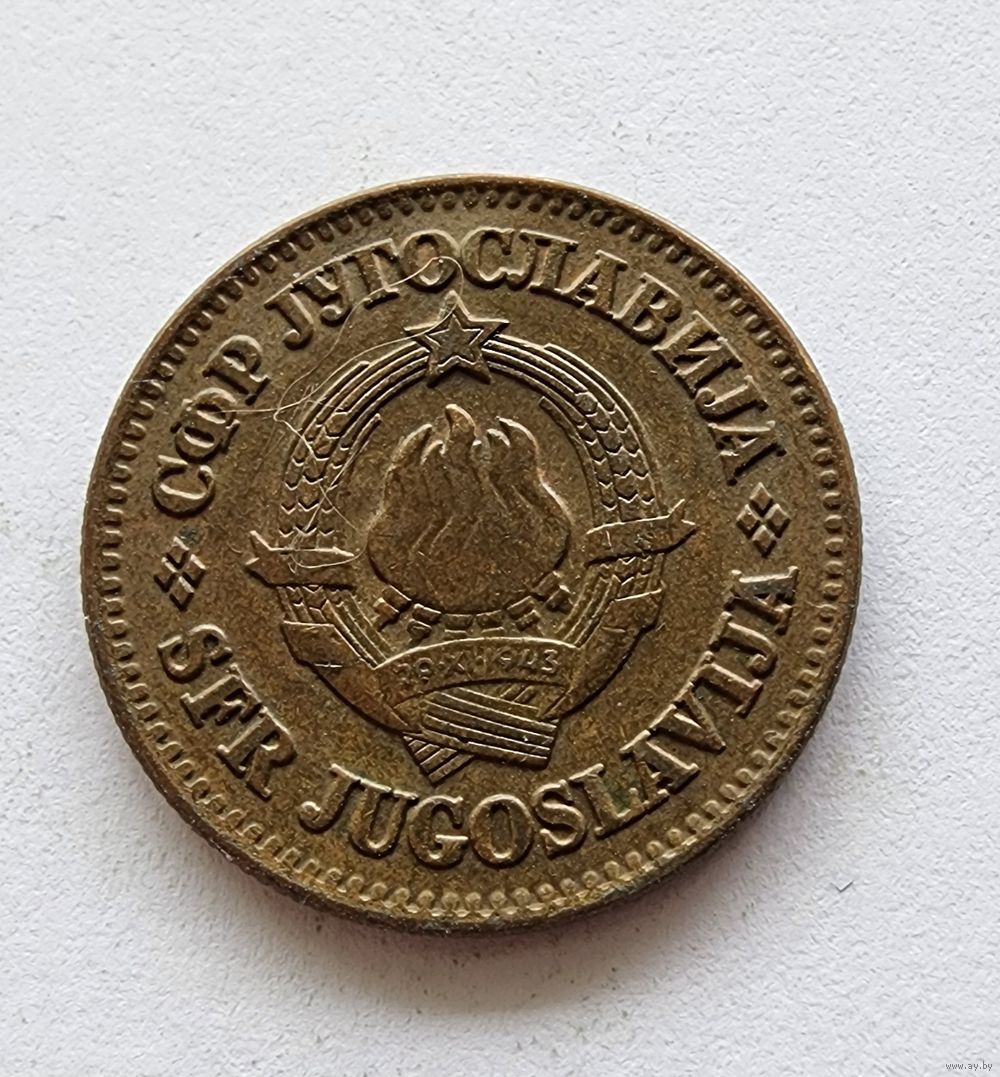 СФР ЈУГОСЛАВИЈА
29·XI·1943
SFR JUGOSLAVIJA
www.ay.by